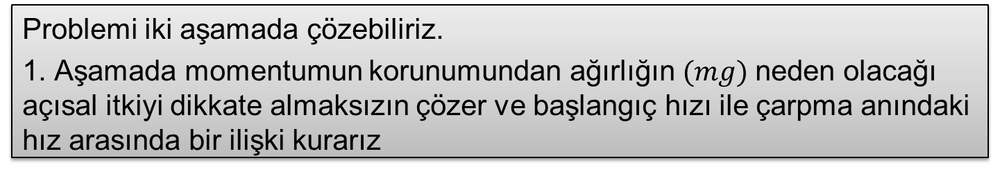 Problemi iki aşamada çözebiliriz.
1. Aşamada momentumun korunumundan ağırlığın (𝑚𝑔) neden olacağı
açısal itkiyi dikkate almaksızın çözer ve başlangıç hızı ile çarpma anındaki
hız arasında bir ilişki kurarız